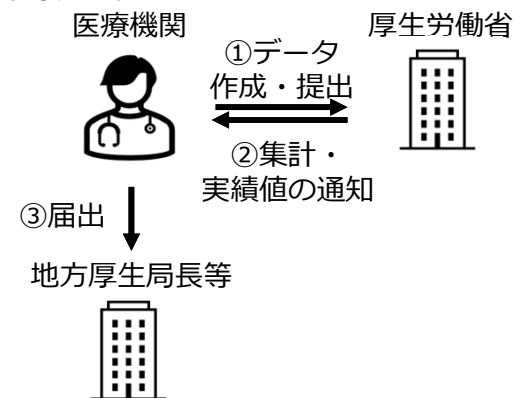 医療機関
厚生労働省
①データ
作成・提出
②集計・
実績値の通知
③届出
地方厚生局長等